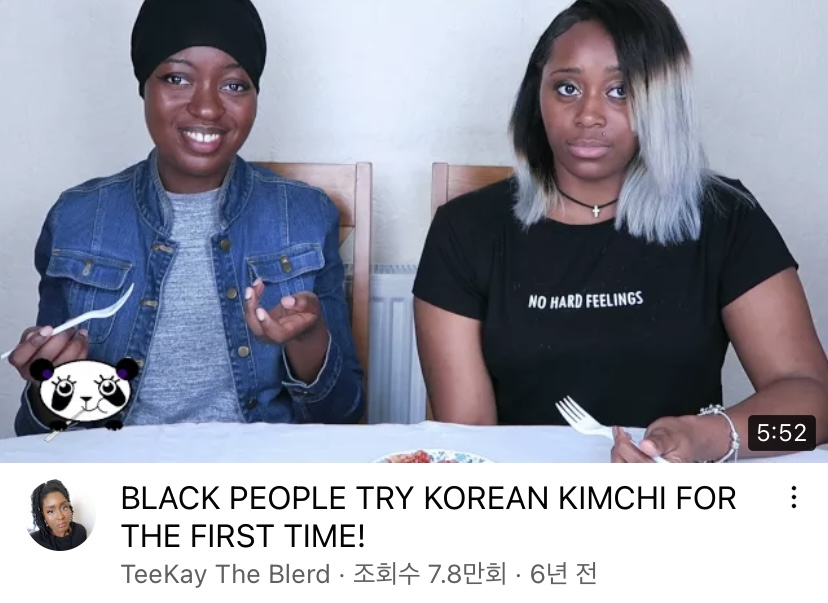 NO HARD FEELINGS
5:52
BLACK PEOPLE TRY KOREAN KIMCHI FOR
THE FIRST TIME!
TeeKay The Blerd · 조회수 7.8만회 · 6년 전